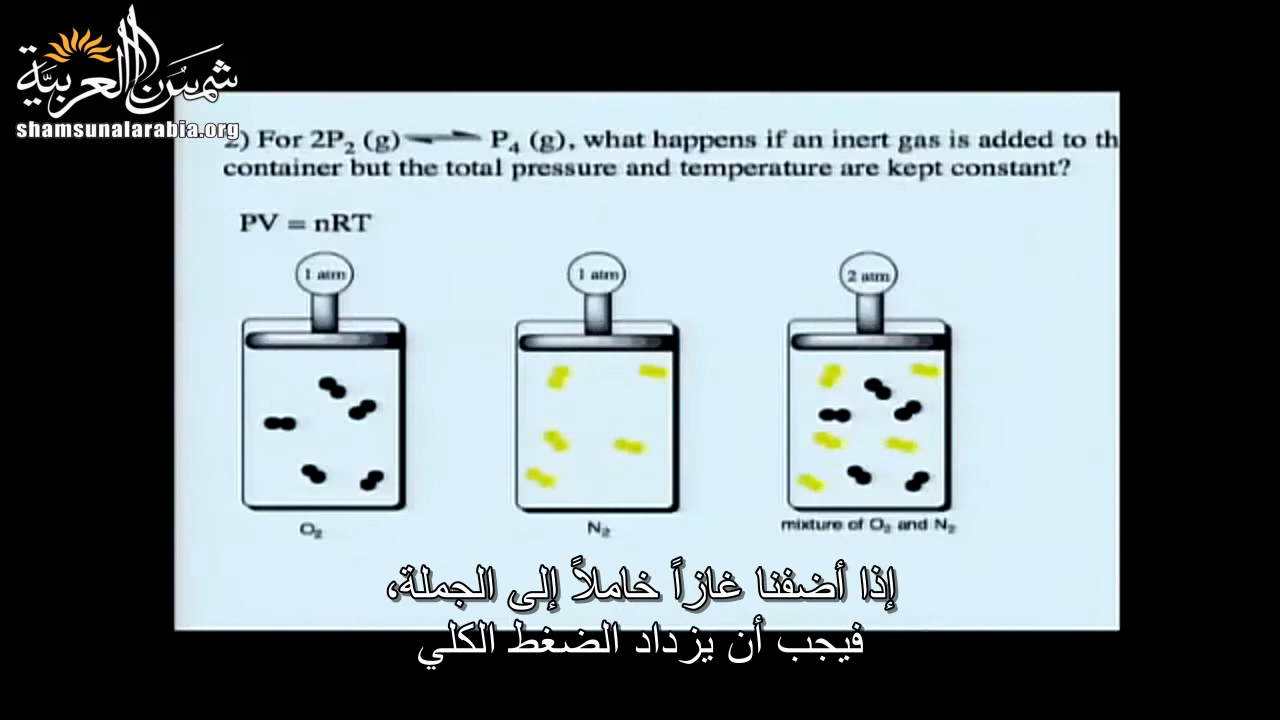 شمس العربية
shamsunalarabia.org
2) For 2P₂ (g) ⇌ P₄ (g), what happens if an inert gas is added to th
container but the total pressure and temperature are kept constant?
PV = nRT
1 atm
1 atm
2 atm
O₂
N₂
mixture of O₂ and N₂
إذا أضفنا غازاً خاملاً إلى الجملة،
فيجب أن يزداد الضغط الكلي